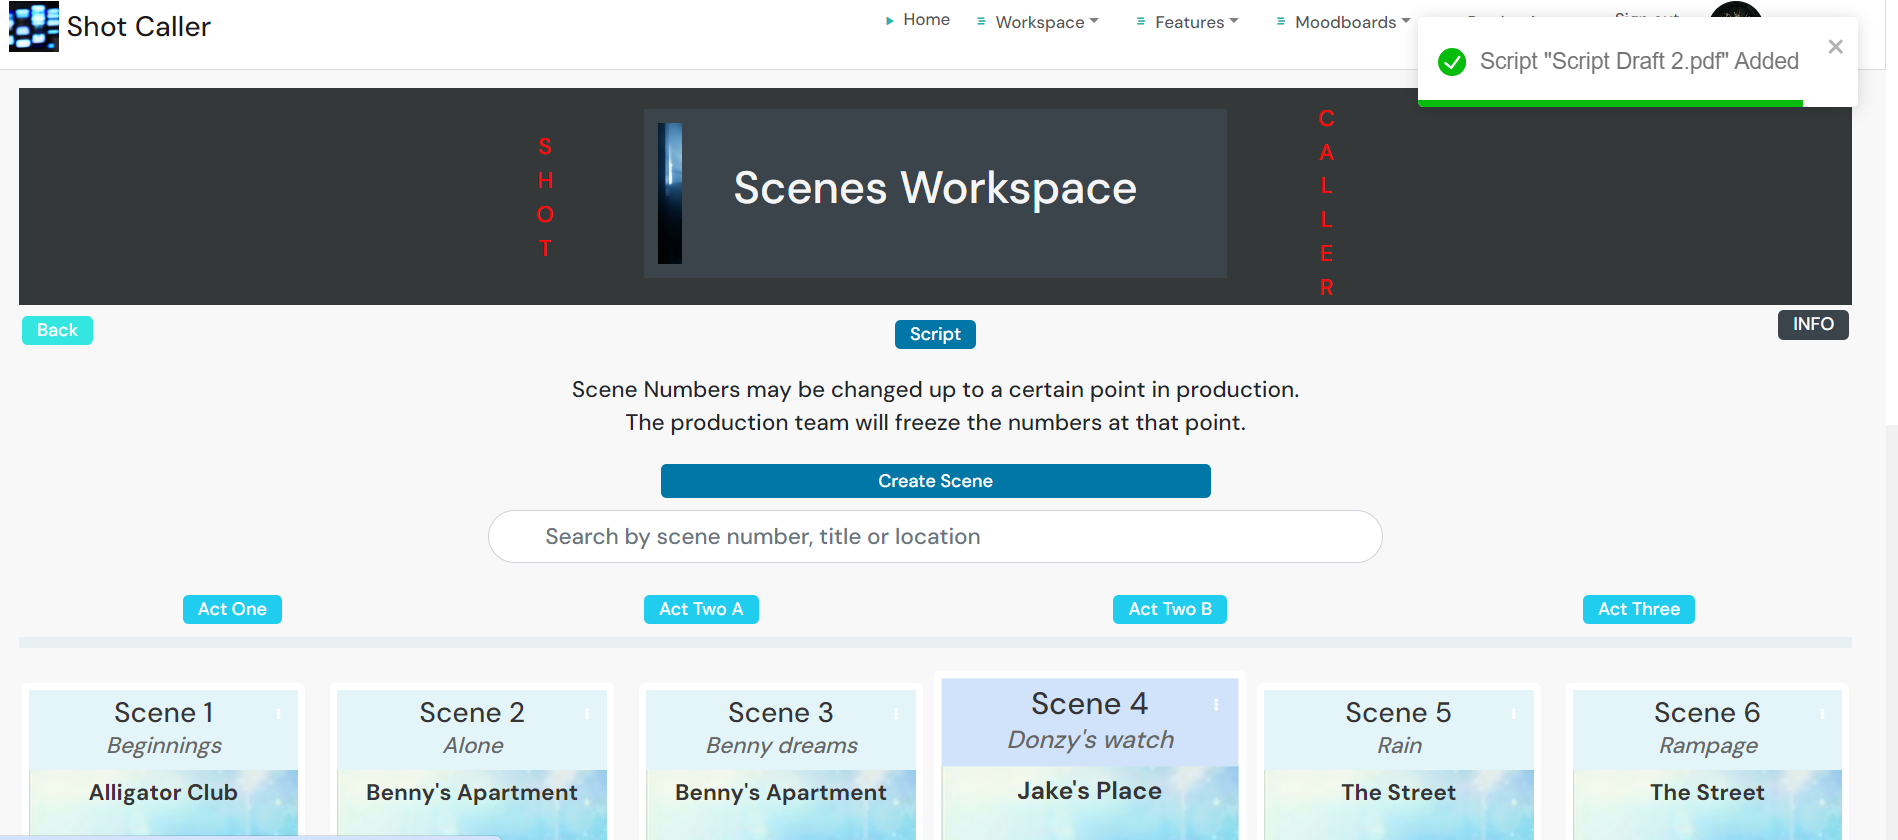 Shot Caller
Home
Workspace
Features
Moodboards
Script "Script Draft 2.pdf" Added
SHOT
Scenes Workspace
CALLER
Back
Script
INFO
Scene Numbers may be changed up to a certain point in production.
The production team will freeze the numbers at that point.
Create Scene
Search by scene number, title or location
Act One
Act Two A
Act Two B
Act Three
Scene 1
Beginnings
Alligator Club
Scene 2
Alone
Benny's Apartment
Scene 3
Benny dreams
Benny's Apartment
Scene 4
Donzy's watch
Jake's Place
Scene 5
Rain
The Street
Scene 6
Rampage
The Street